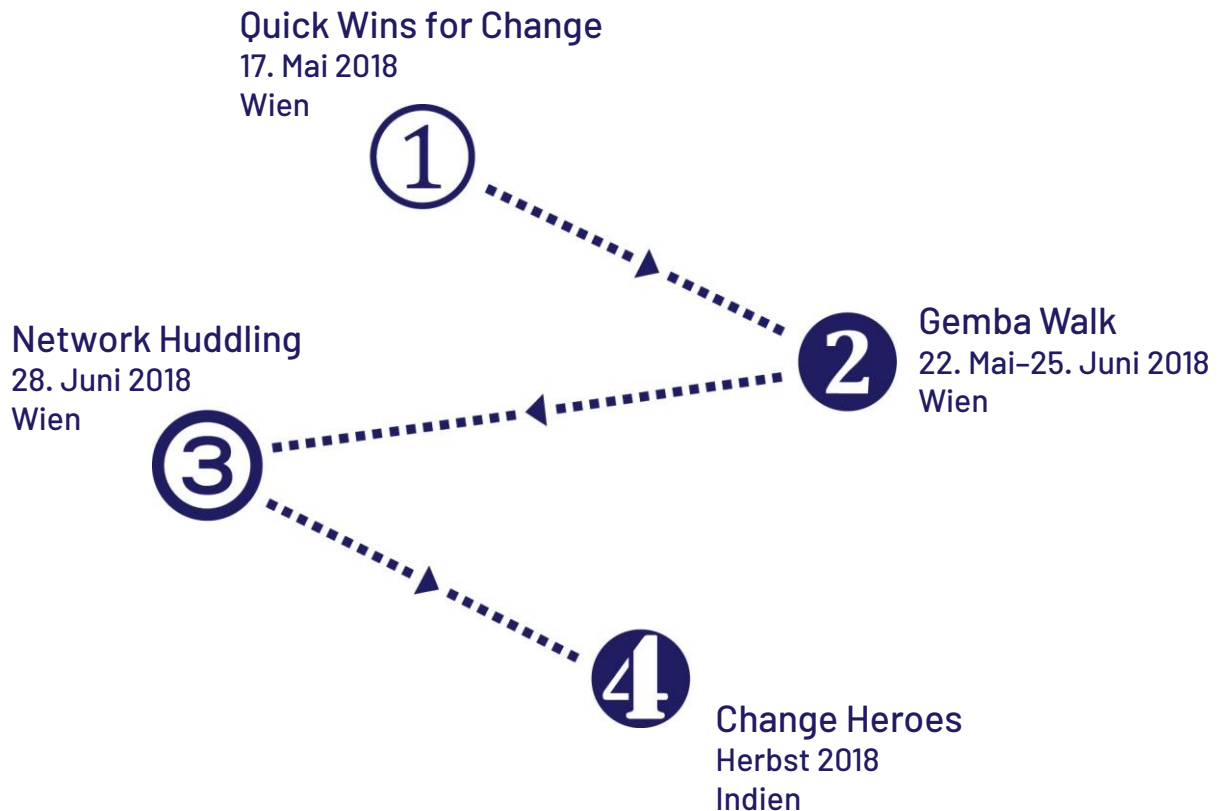 Quick Wins for Change
17. Mai 2018
Wien
1
2
Gemba Walk
22. Mai–25. Juni 2018
Wien
Network Huddling
28. Juni 2018
Wien
3
4
Change Heroes
Herbst 2018
Indien